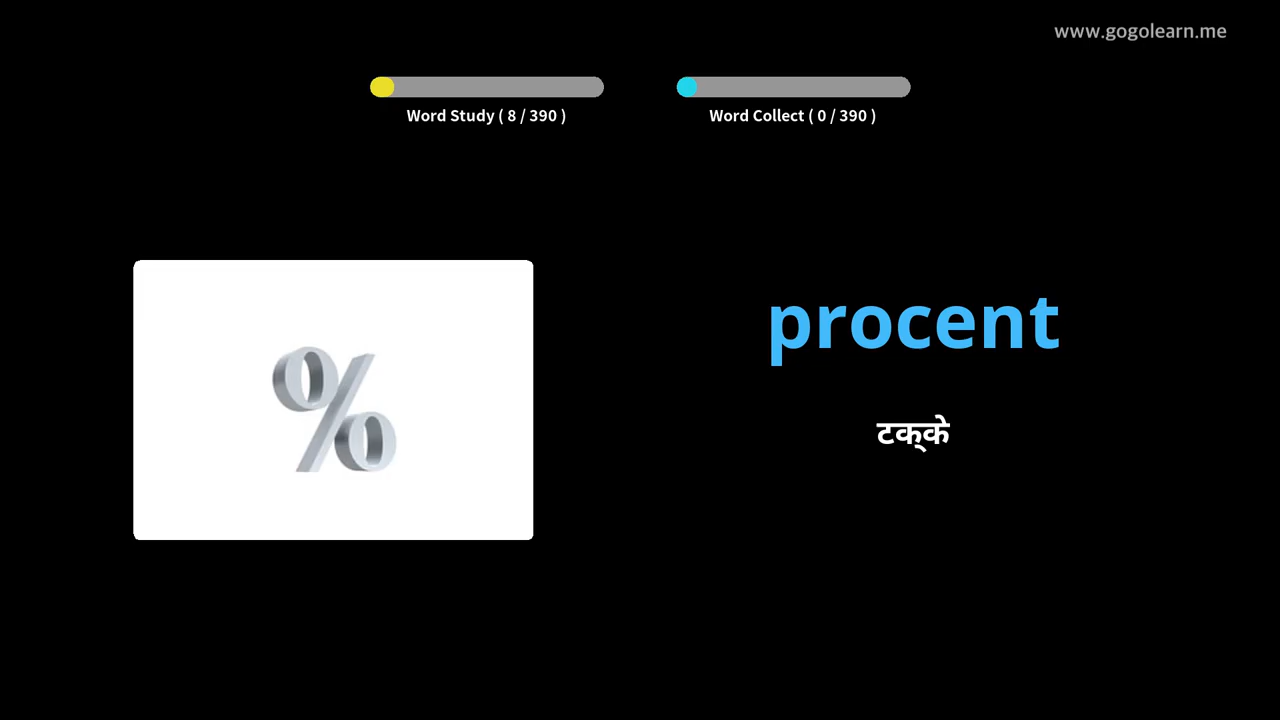 www.gogolearn.me
Word Study ( 8 / 390 )
Word Collect ( 0 / 390 )
%
procent
टक्के